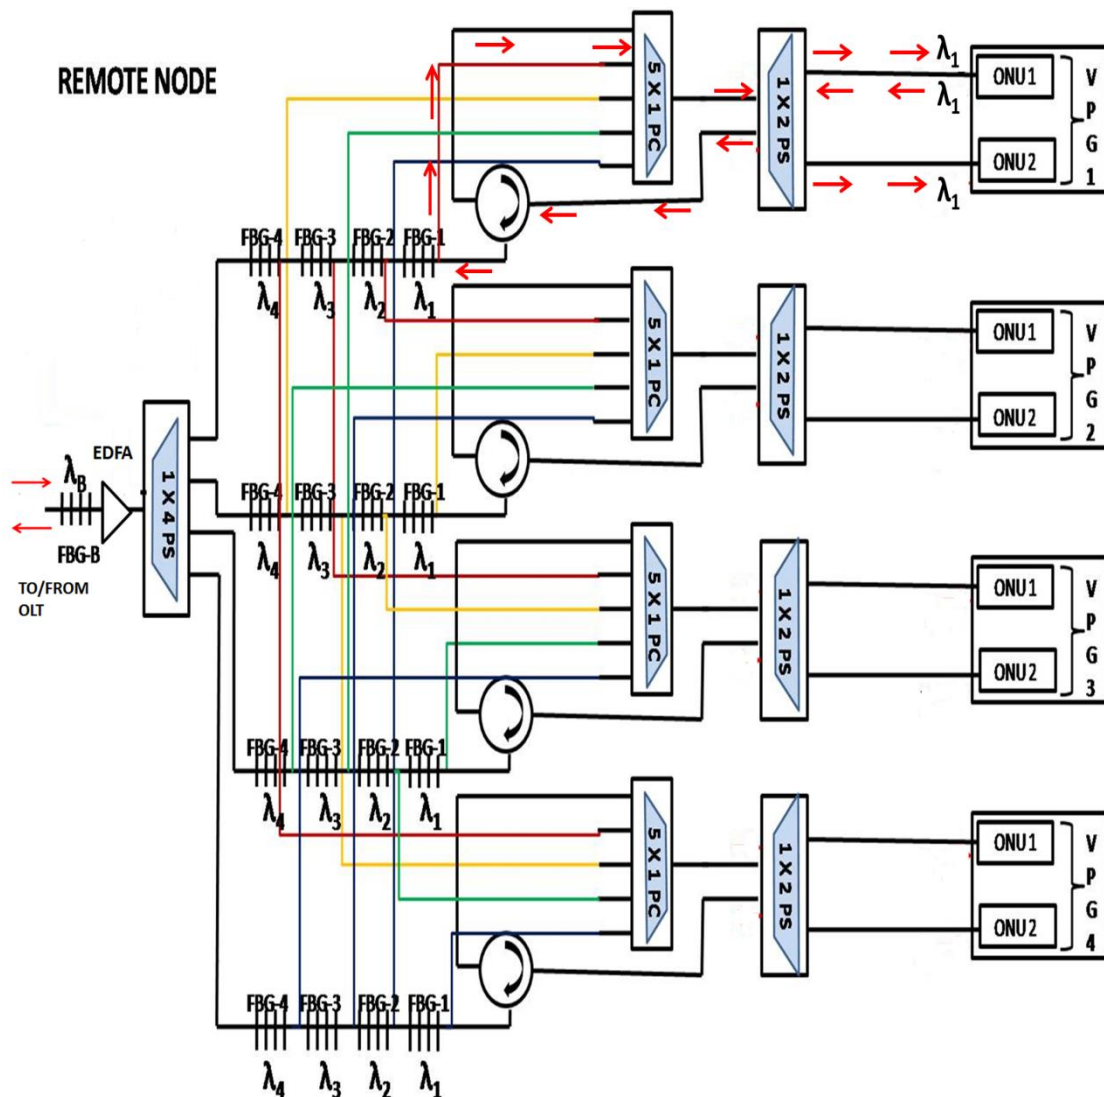 REMOTE NODE
5 X 1 PC
1 X 2 PS
λ1
λ1
λ1
ONU1
ONU2
VPG1
FBG-4 FBG-3 FBG-2 FBG-1
λ4 λ3 λ2 λ1
5 X 1 PC
1 X 2 PS
ONU1
ONU2
VPG2
EDFA
λB
FBG-B
TO/FROM
OLT
1 X 4 PS
FBG-4 FBG-3 FBG-2 FBG-1
λ4 λ3 λ2 λ1
5 X 1 PC
1 X 2 PS
ONU1
ONU2
VPG3
FBG-4 FBG-3 FBG-2 FBG-1
λ4 λ3 λ2 λ1
5 X 1 PC
1 X 2 PS
ONU1
ONU2
VPG4
FBG-4 FBG-3 FBG-2 FBG-1
λ4 λ3 λ2 λ1